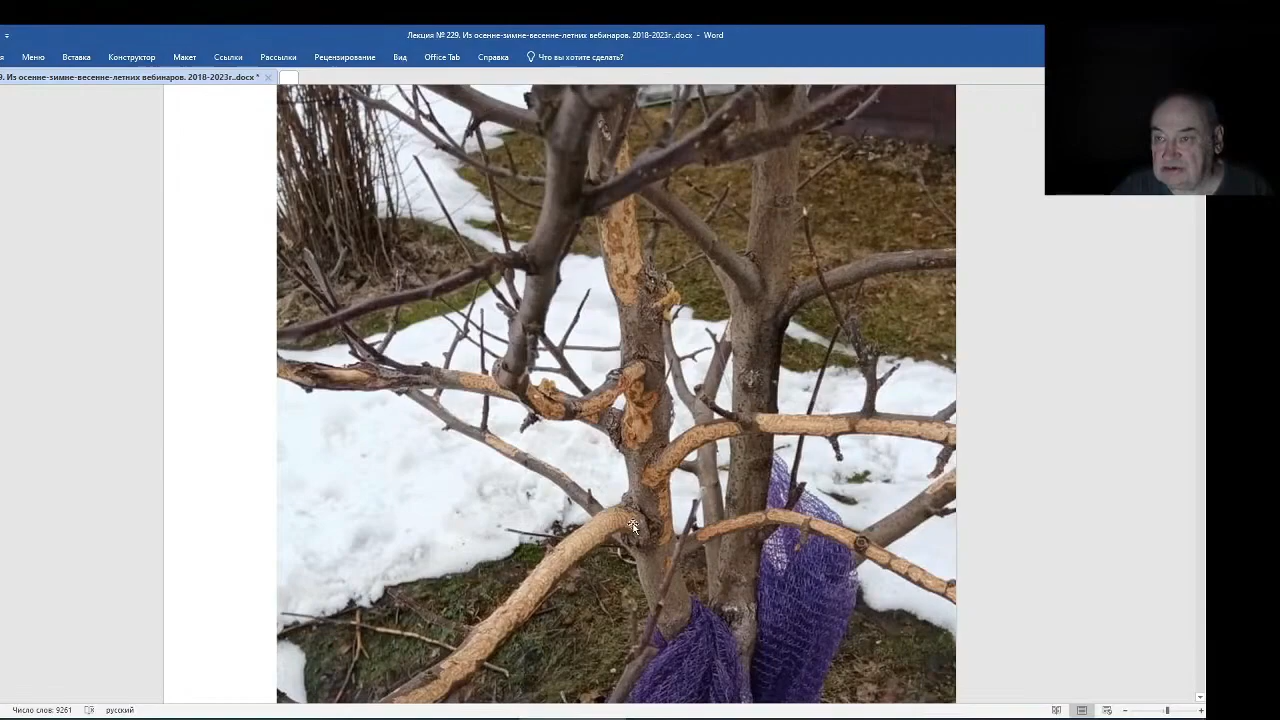 Лекция № 229. Из осенне-зимне-весенне-летних вебинаров. 2018-2023г..docx - Word
я Меню Вставка Конструктор Макет Ссылки Рассылки Рецензирование Вид Office Tab Справка Что вы хотите сделать?
9. Из осенне-зимне-весенне-летних вебинаров. 2018-2023г..docx *
Число слов: 9261 русский